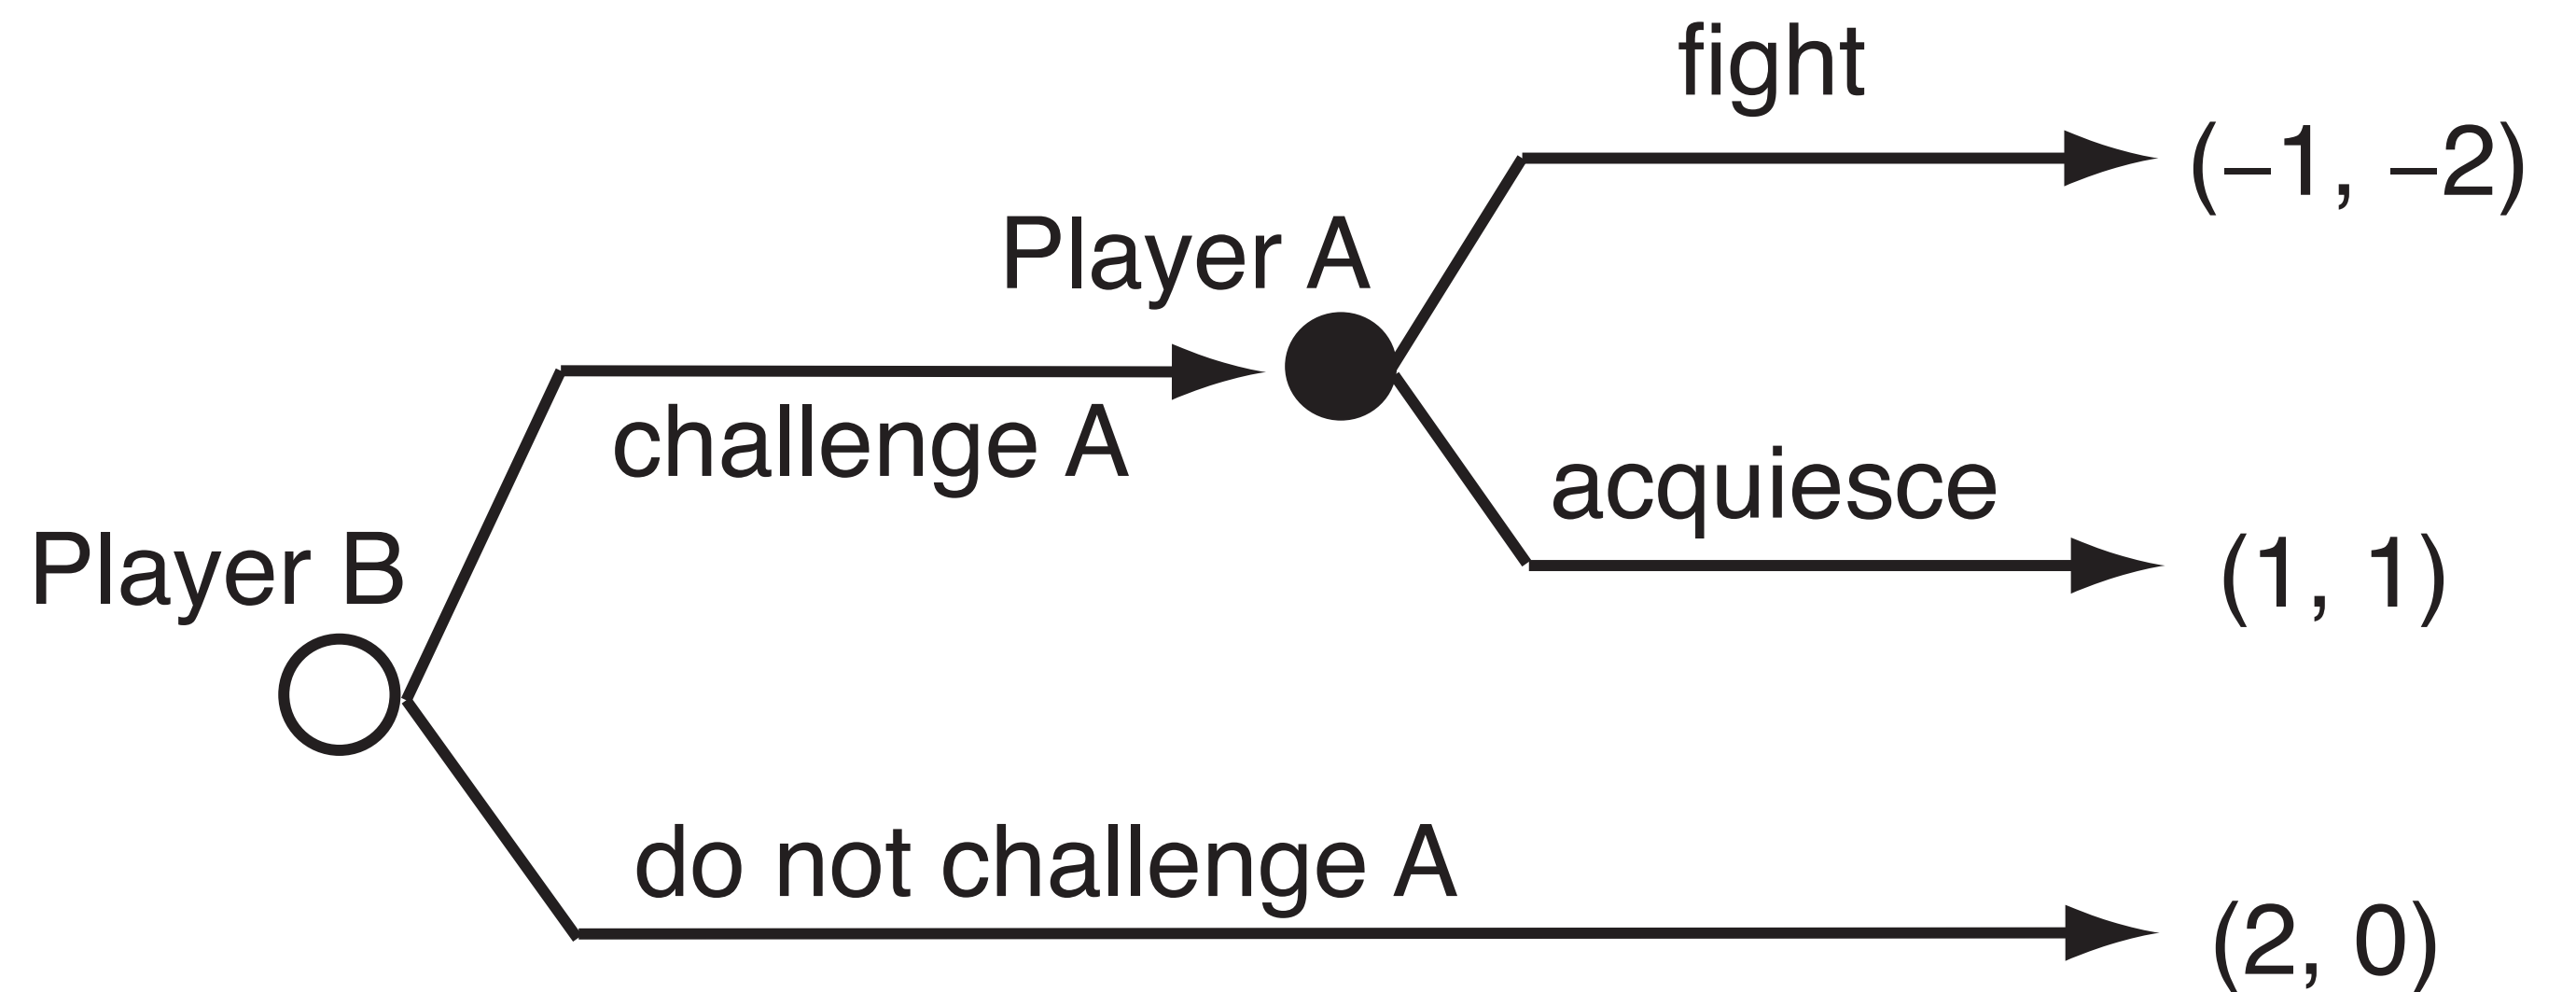 fight
(–1, –2)
Player A
challenge A
acquiesce
(1, 1)
Player B
do not challenge A
(2, 0)